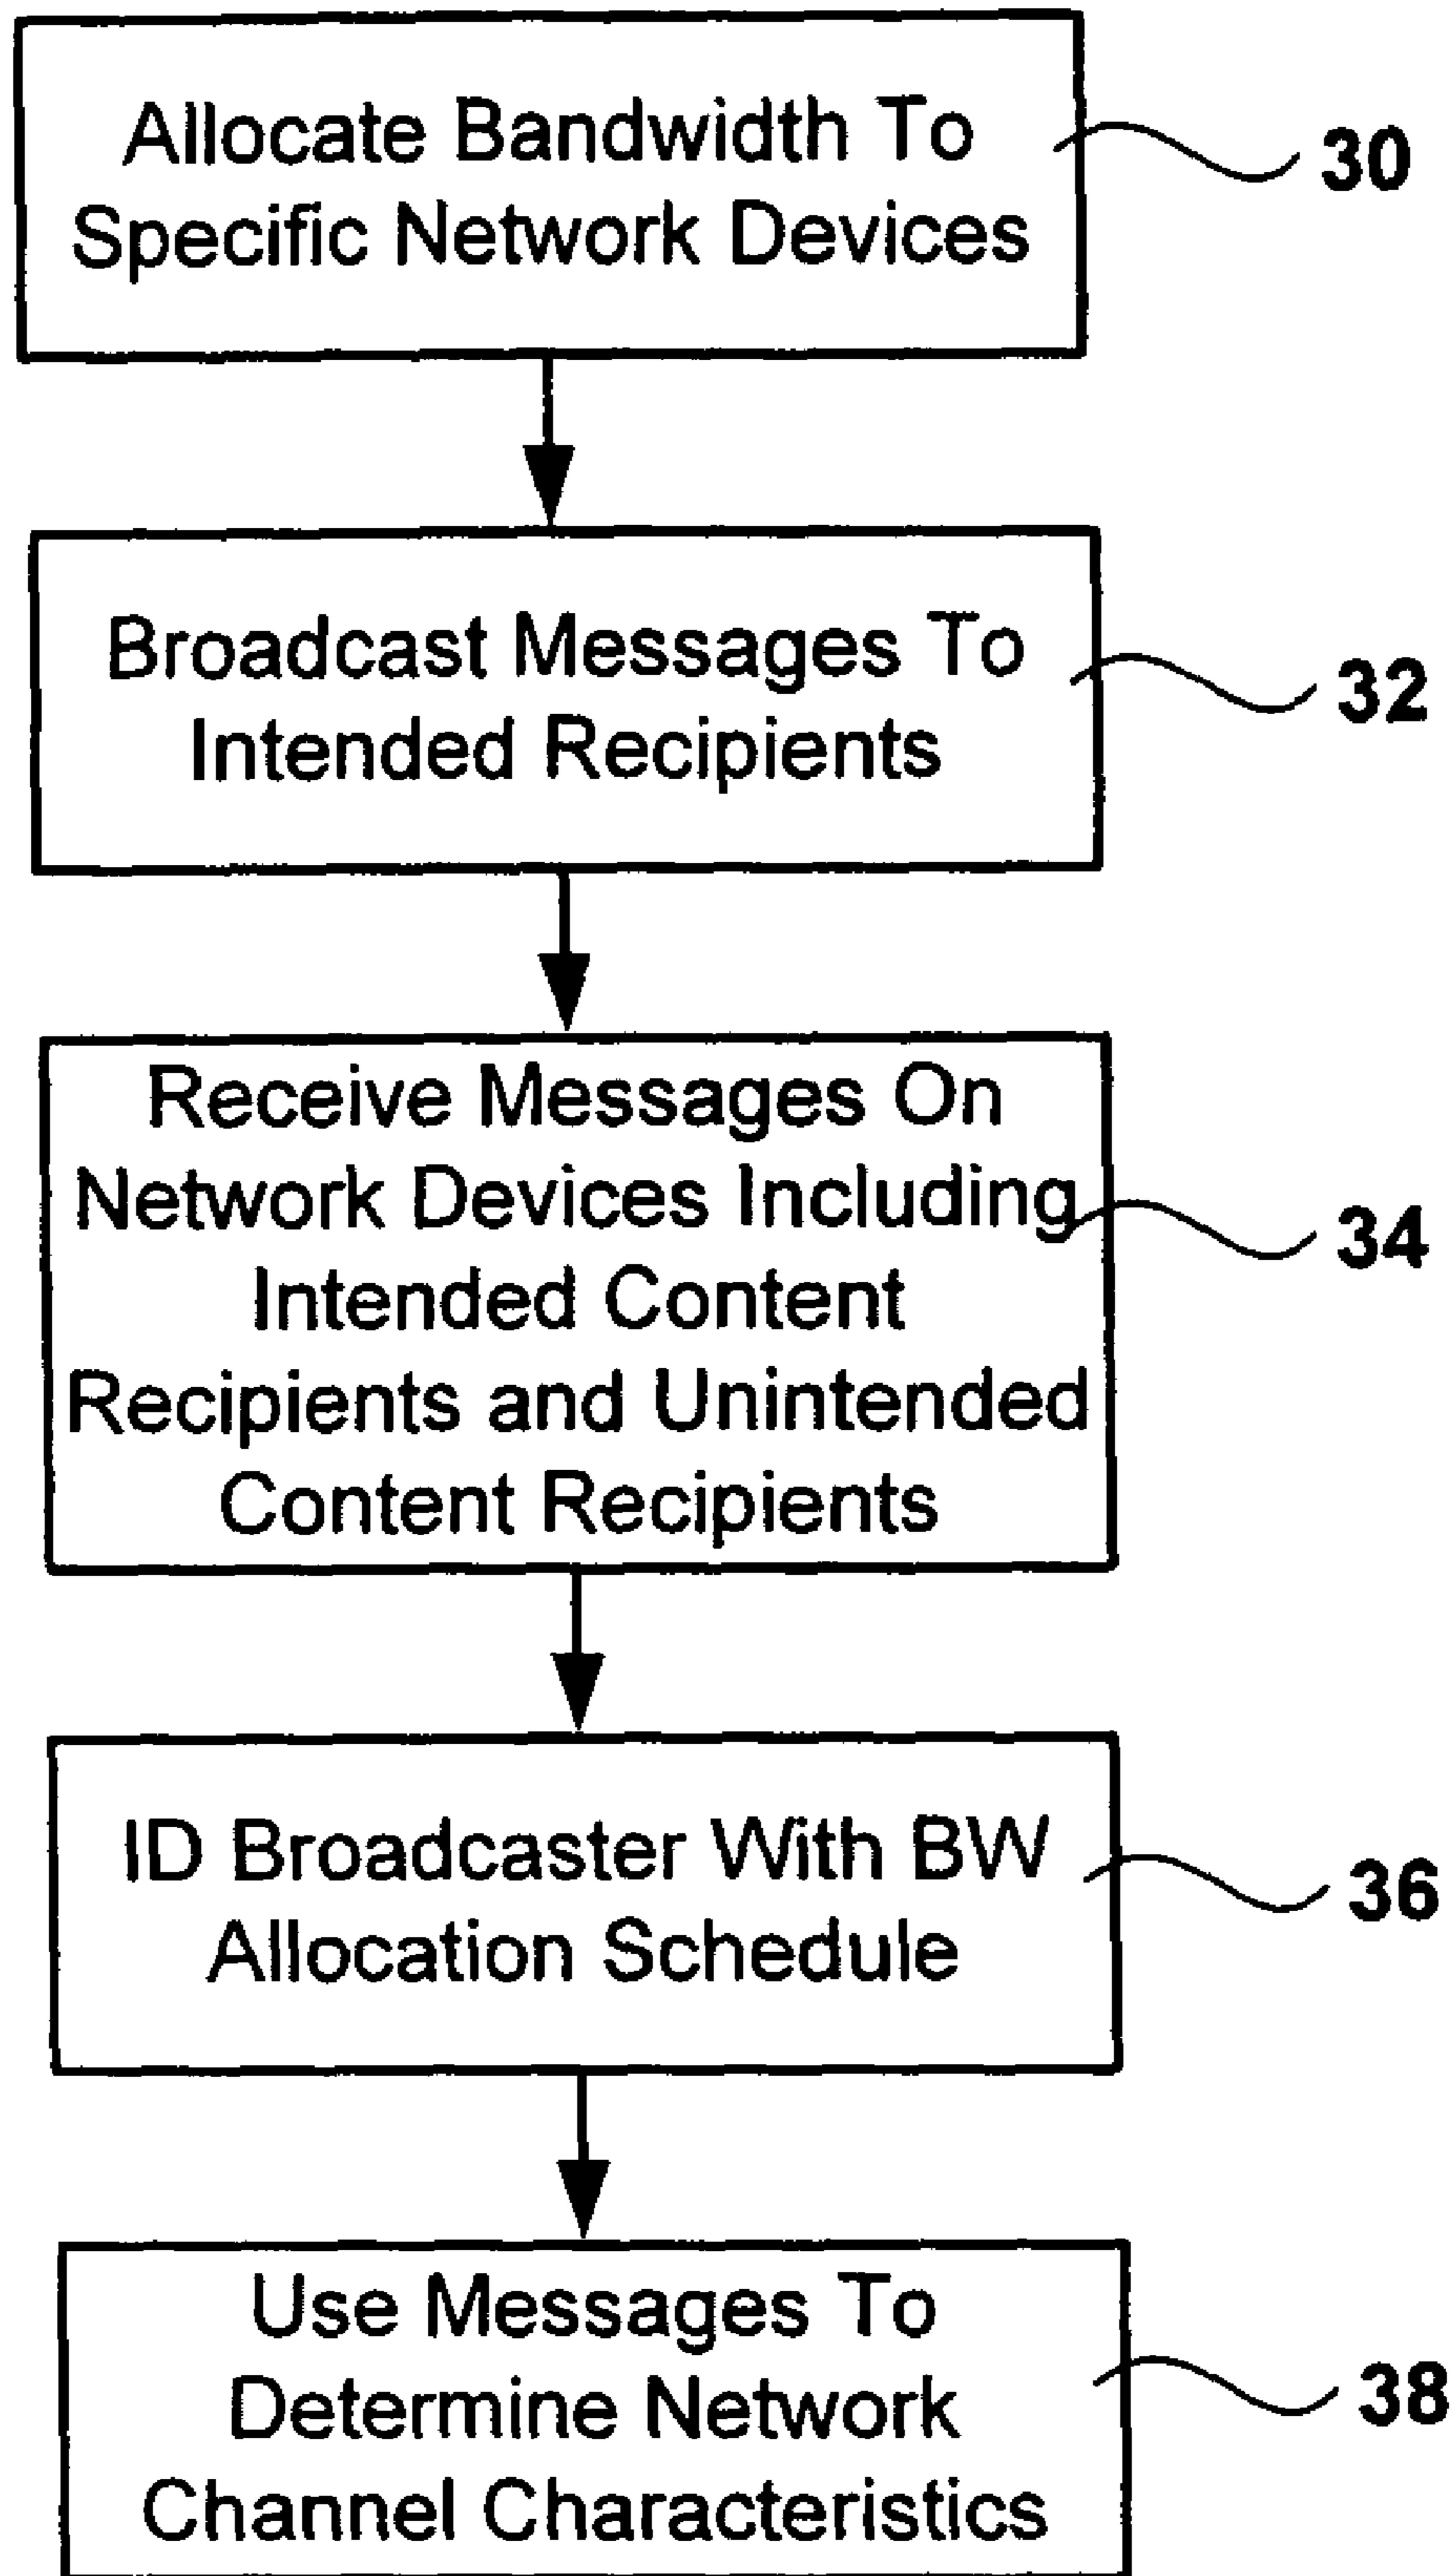 Allocate Bandwidth To
Specific Network Devices
30
Broadcast Messages To
Intended Recipients
32
Receive Messages On
Network Devices Including
Intended Content
Recipients and Unintended
Content Recipients
34
ID Broadcaster With BW
Allocation Schedule
36
Use Messages To
Determine Network
Channel Characteristics
38